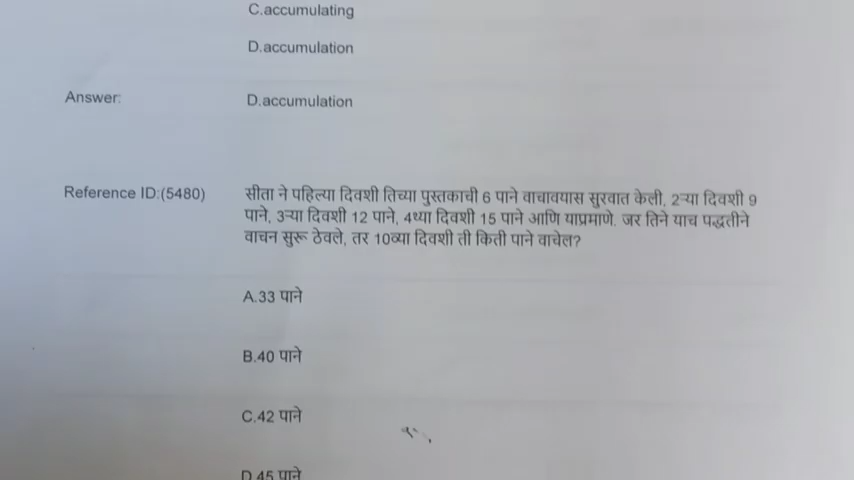 C.accumulating
D.accumulation
Answer: D.accumulation
Reference ID:(5480) सीता ने पहिल्या दिवशी तिच्या पुस्तकाची 6 पाने वाचावयास सुरवात केली, 2ऱ्या दिवशी 9
पाने, 3ऱ्या दिवशी 12 पाने, 4थ्या दिवशी 15 पाने आणि याप्रमाणे. जर तिने याच पद्धतीने
वाचन सुरू ठेवले, तर 10व्या दिवशी ती किती पाने वाचेल?
A.33 पाने
B.40 पाने
C.42 पाने
D.45 पाने